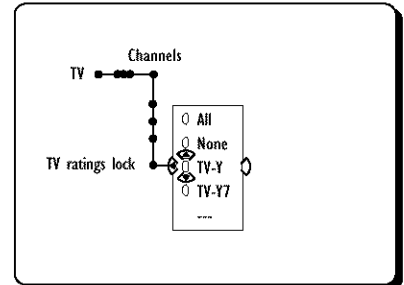 Channels
TV
All
None
TV ratings lock
TV-Y
TV-Y7
---